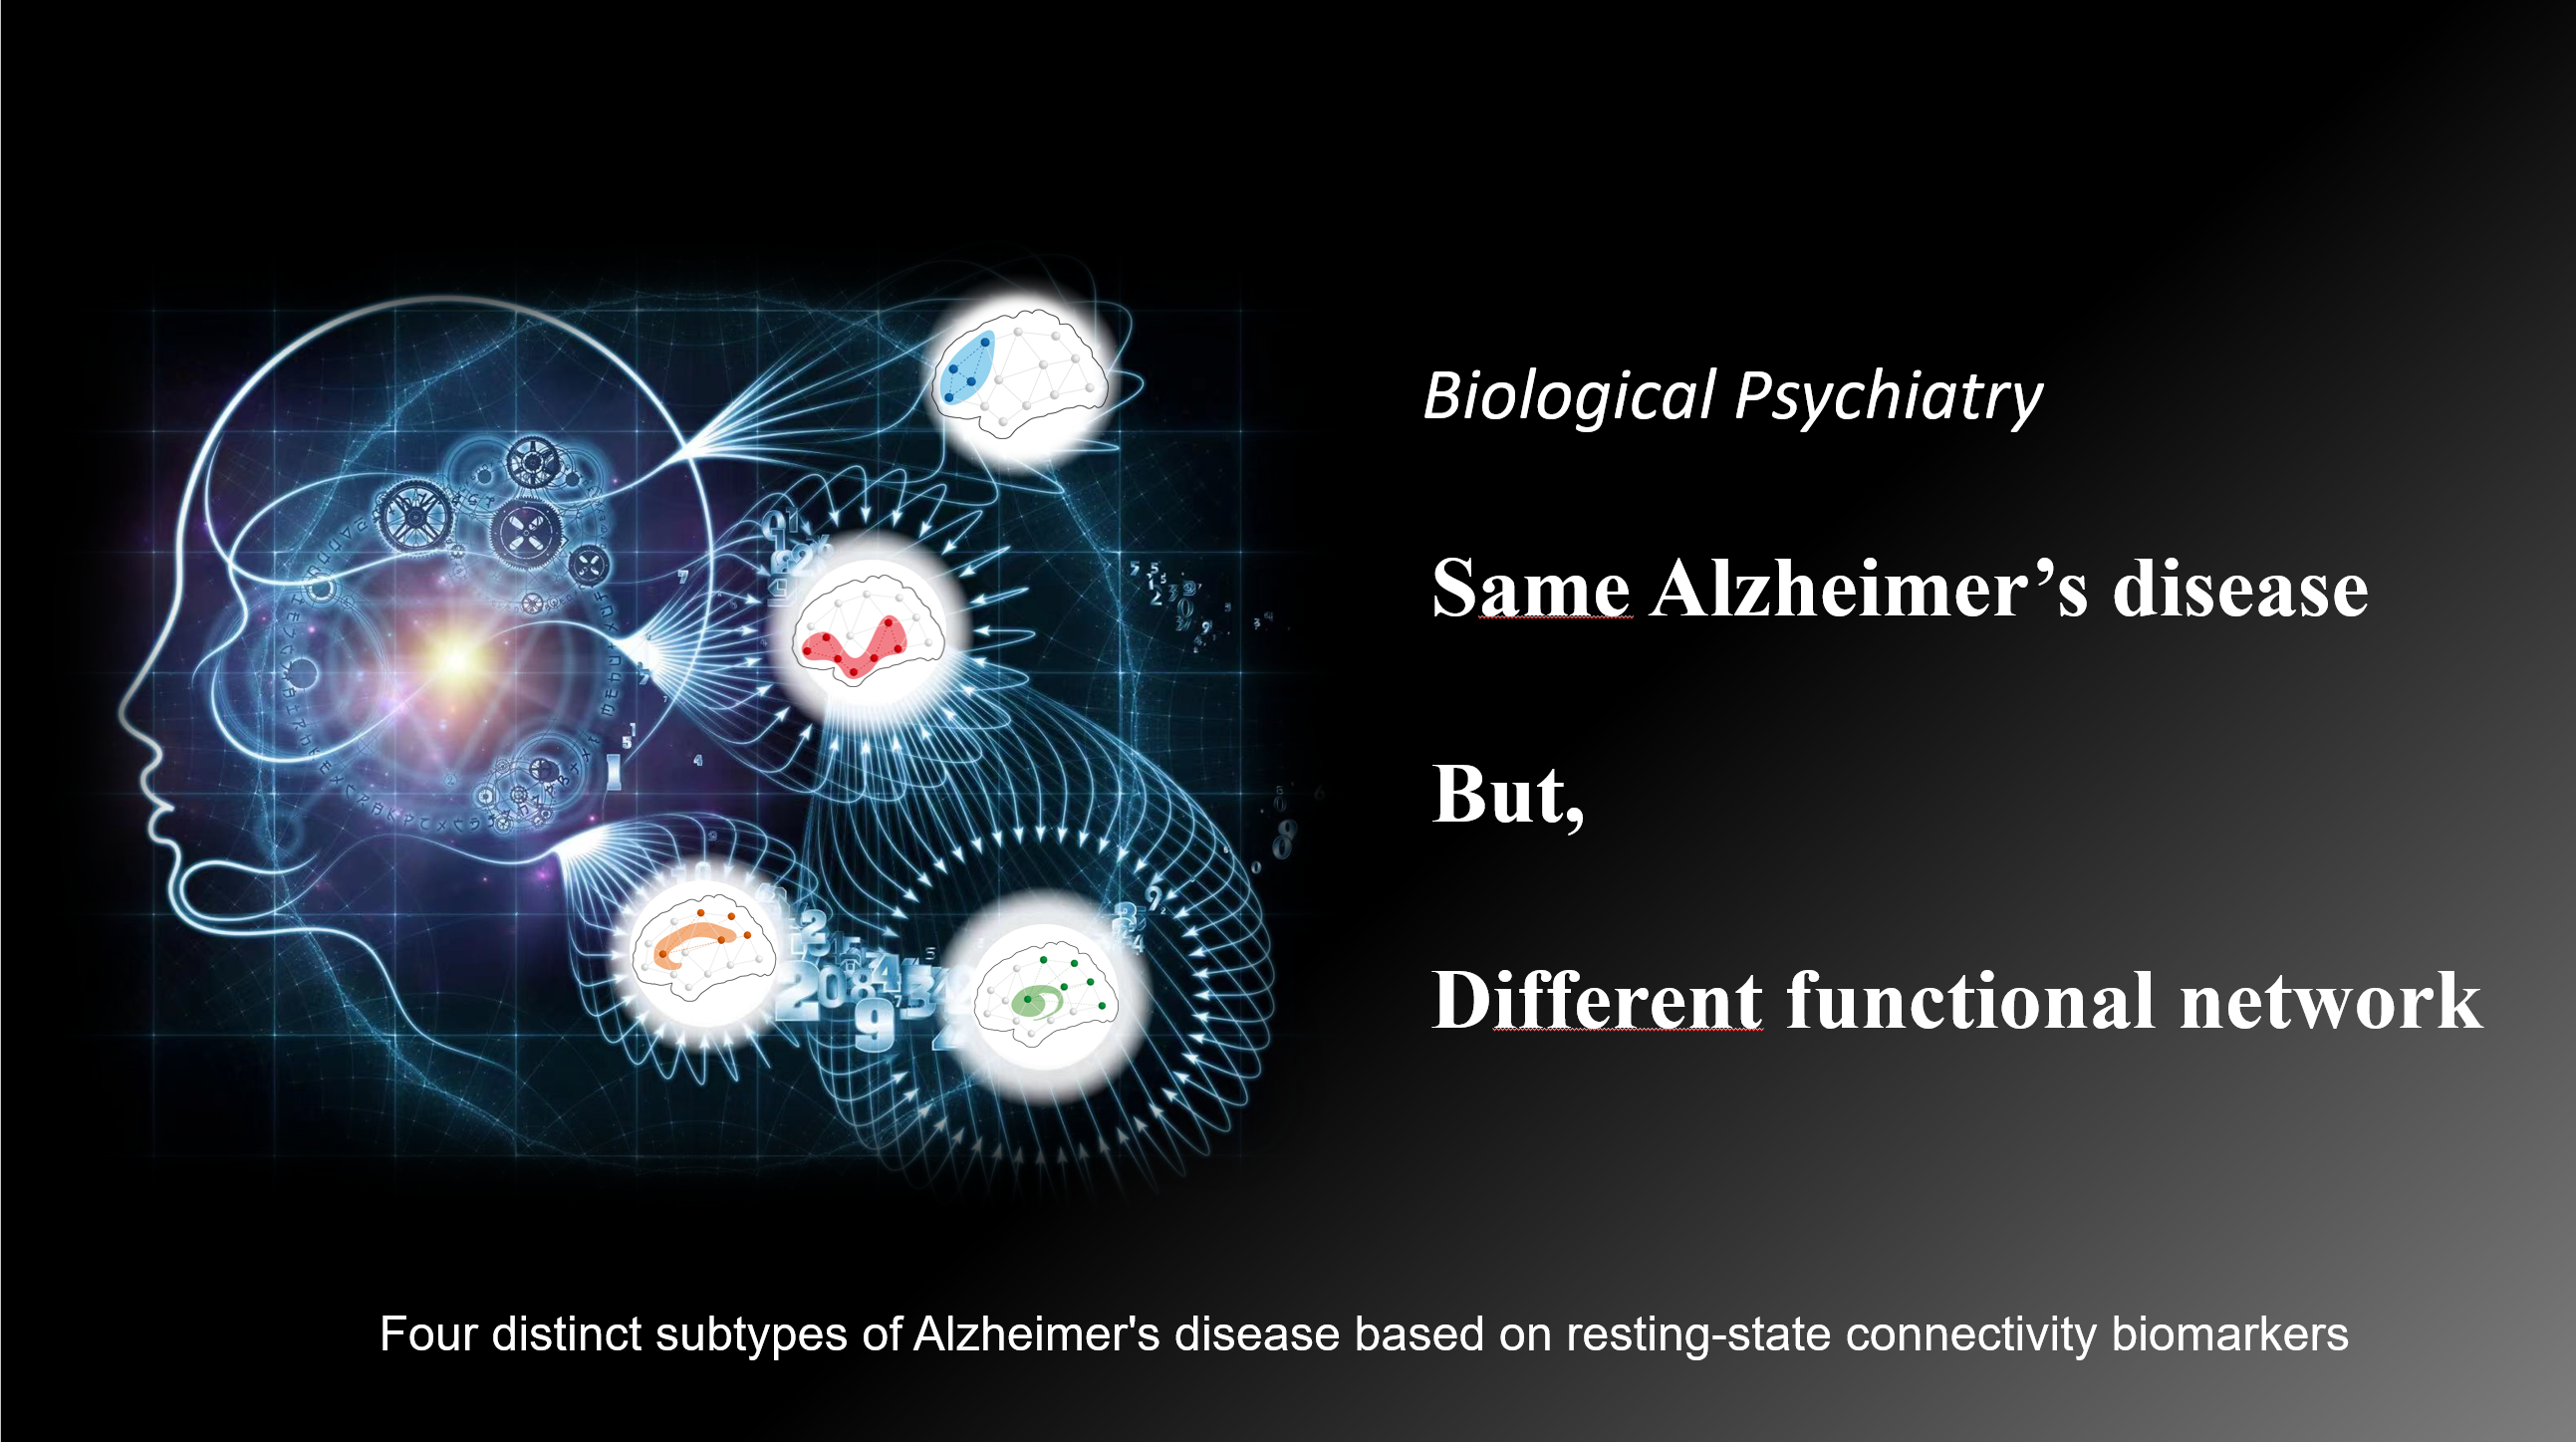 Biological Psychiatry
Same Alzheimer’s disease
But,
Different functional network
Four distinct subtypes of Alzheimer's disease based on resting-state connectivity biomarkers